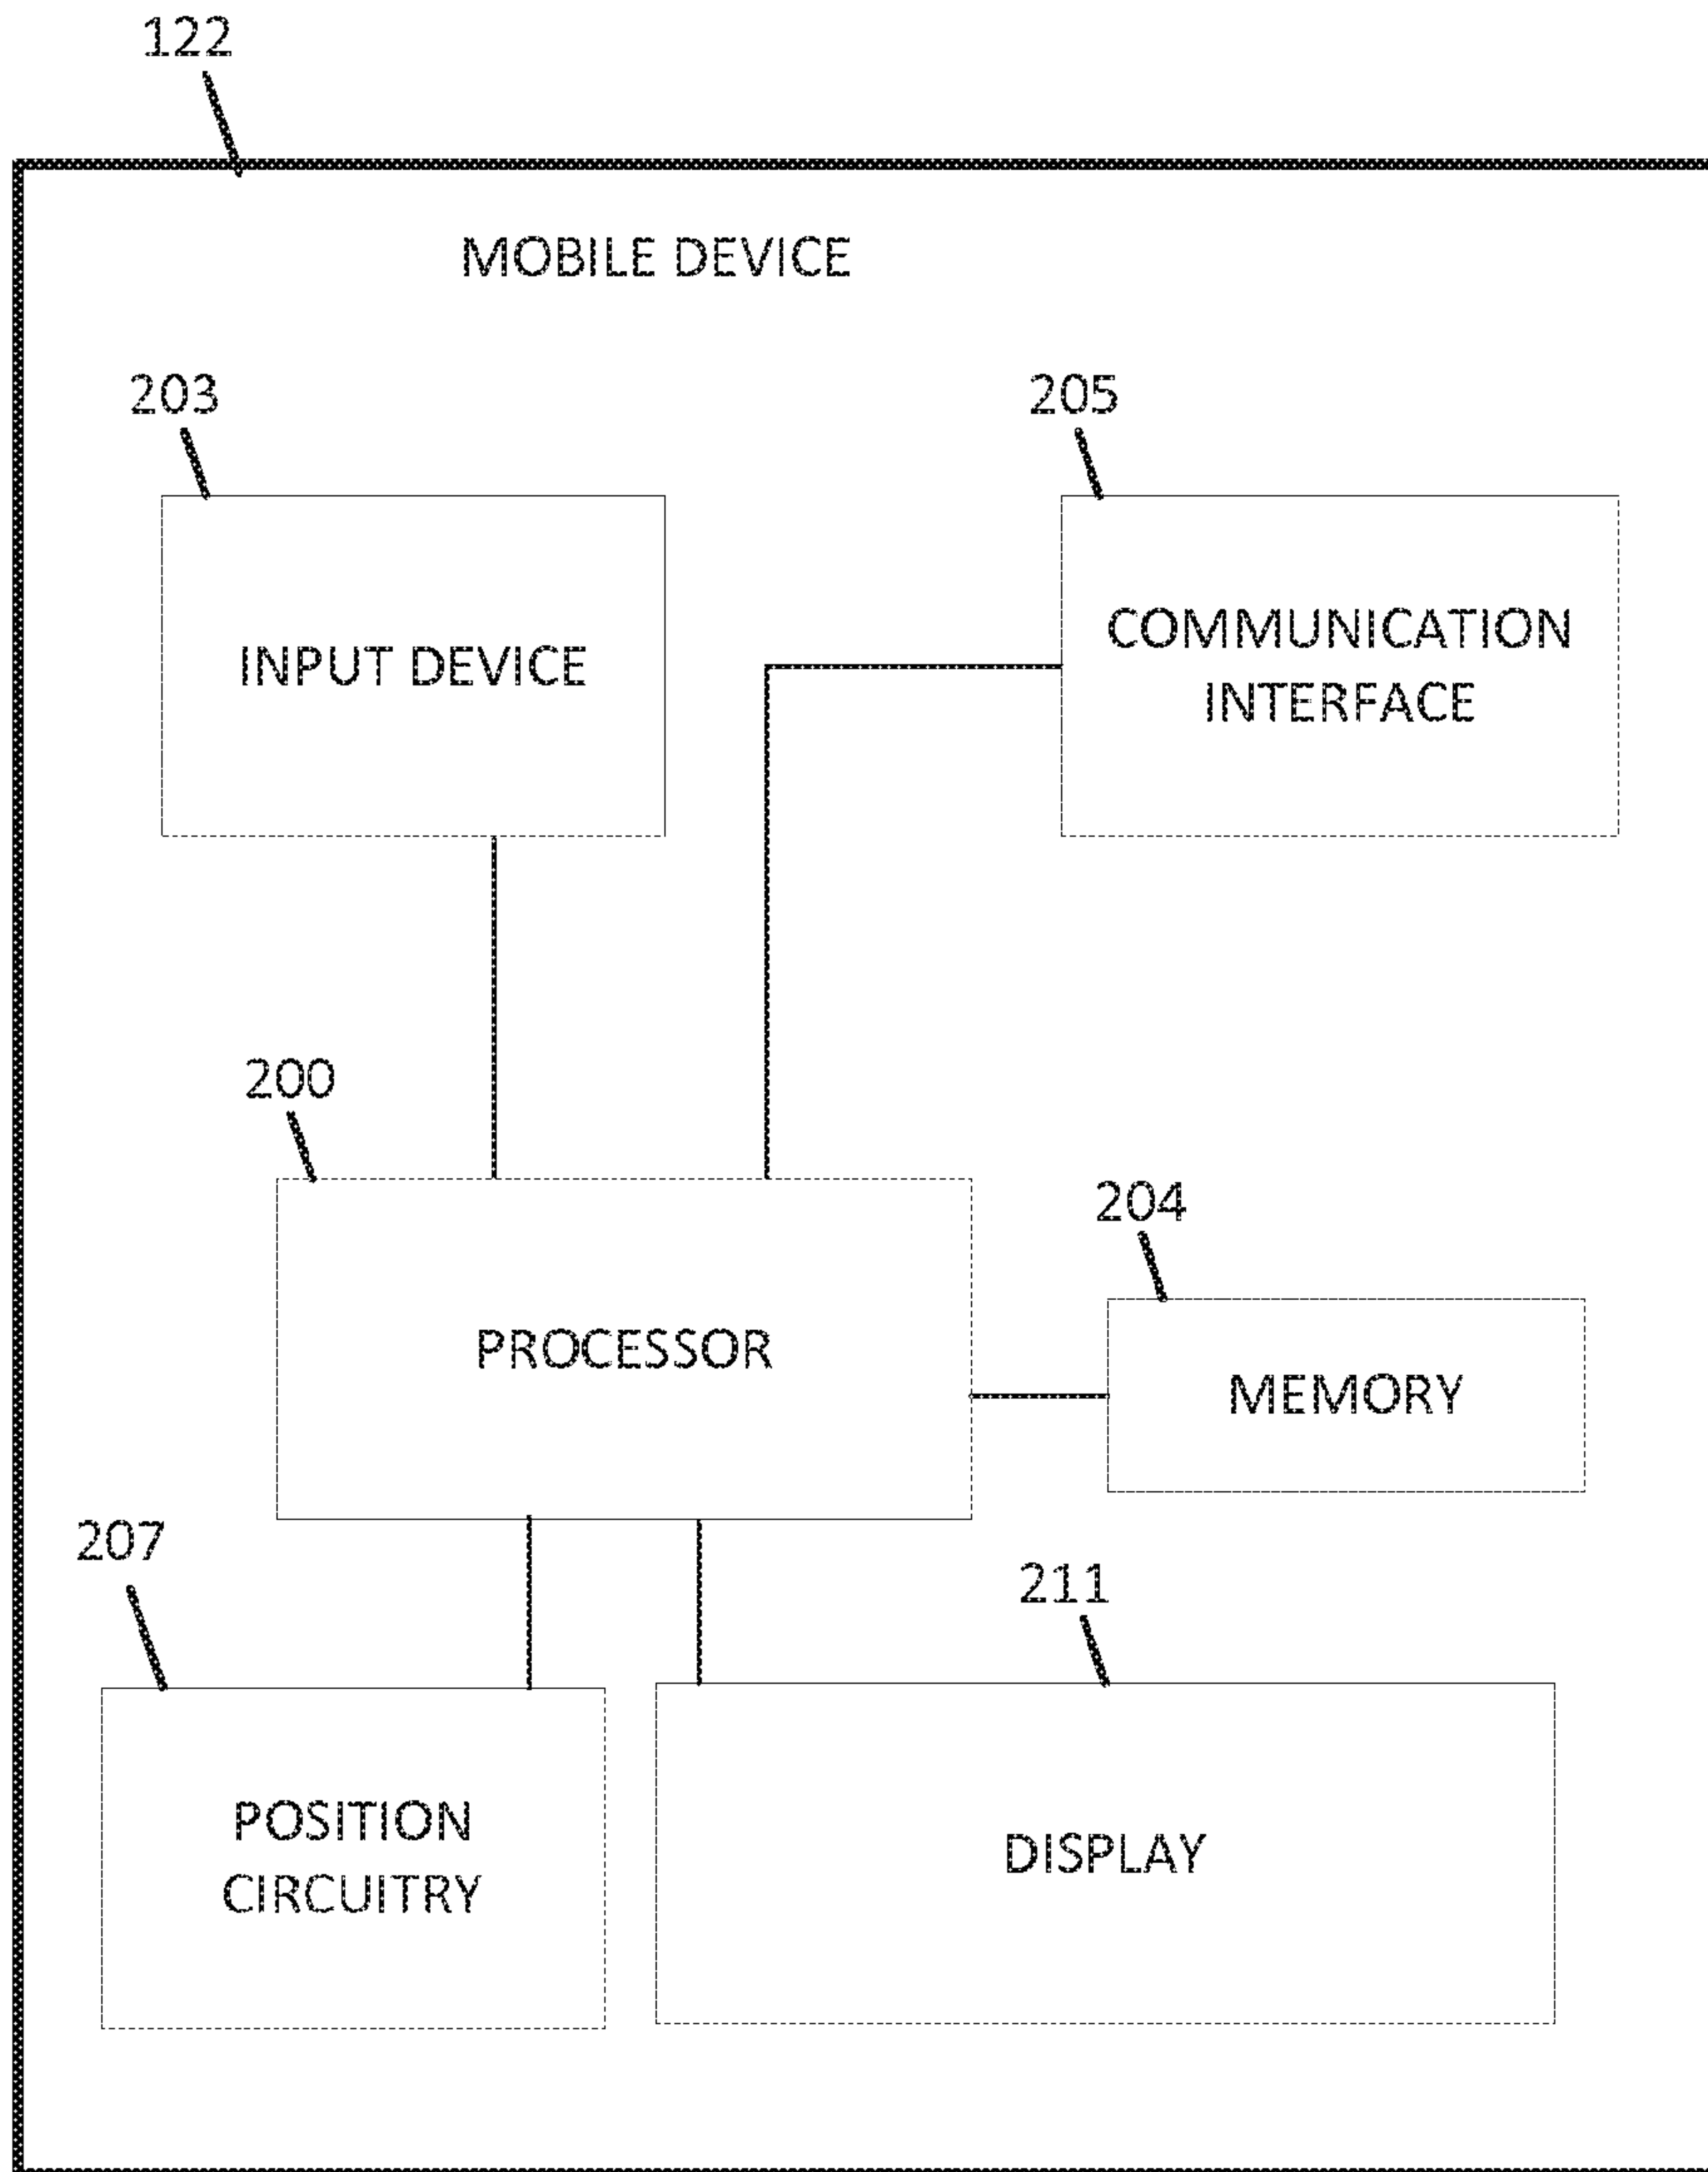 122
MOBILE DEVICE
203
205
INPUT DEVICE
COMMUNICATION
INTERFACE
200
204
PROCESSOR
MEMORY
207
211
POSITION
CIRCUITRY
DISPLAY